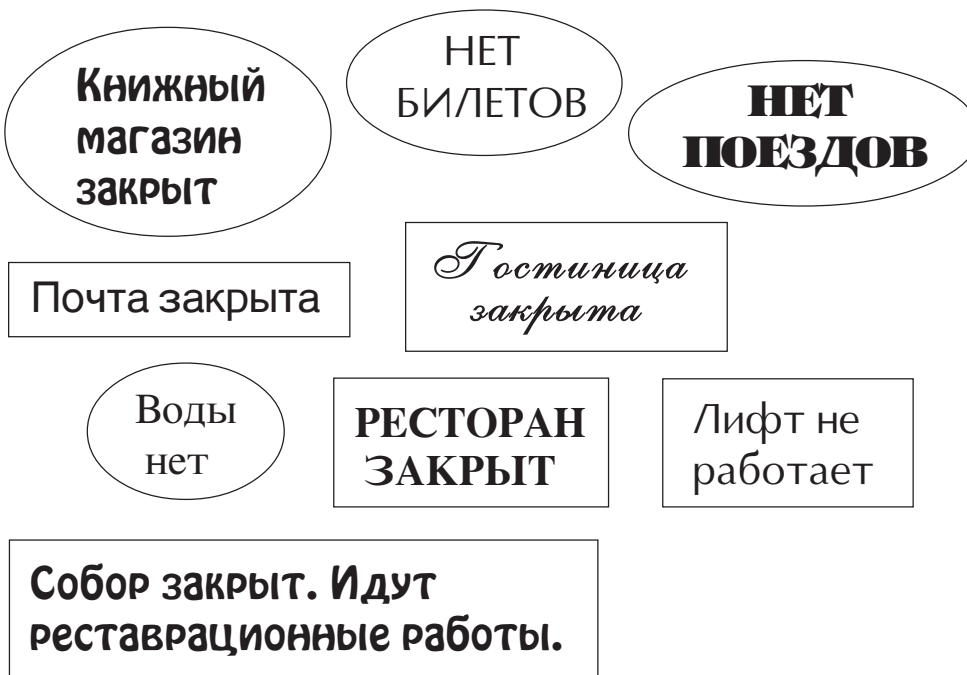 Книжный
магазин
закрыт
НЕТ
БИЛЕТОВ
НЕТ
ПОЕЗДОВ
Почта закрыта
Гостиница
закрыта
Воды
нет
РЕСТОРАН
ЗАКРЫТ
Лифт не
работает
Собор закрыт. Идут
реставрационные работы.